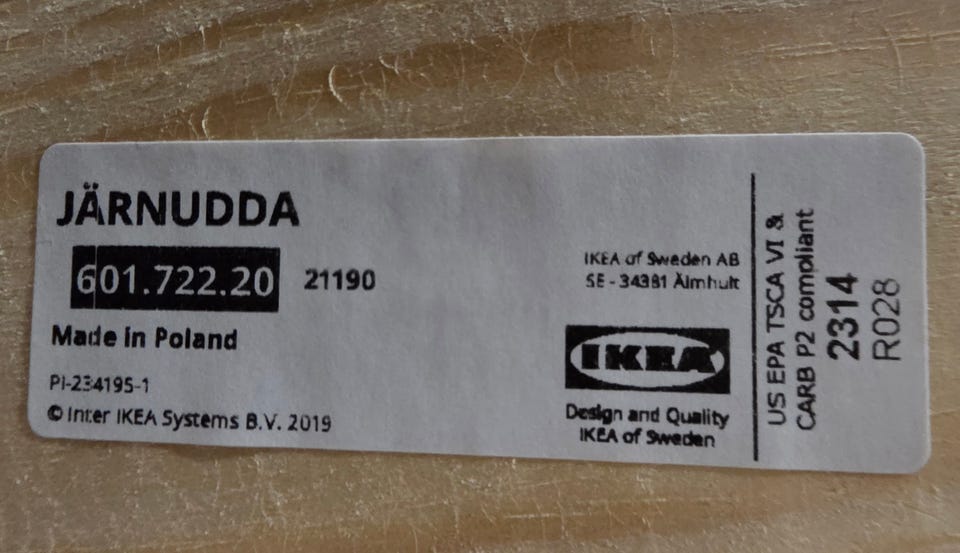 JÄRNUDDA
601.722.20 21190
Made in Poland
PI-234195-1
© Inter IKEA Systems B.V. 2019
IKEA of Sweden AB
SE - 34381 Älmhult
IKEA
Design and Quality
IKEA of Sweden
US EPA TSCA VI &
CARB P2 compliant
2314
R028